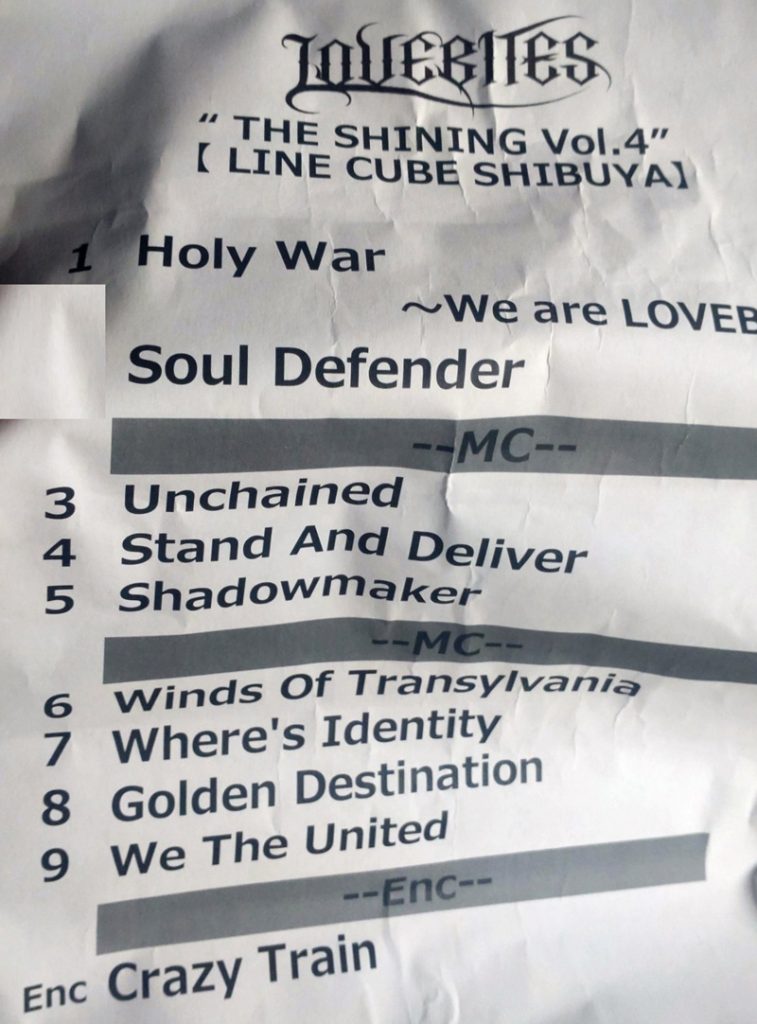 LOVEBITES
“ THE SHINING Vol.4”
【 LINE CUBE SHIBUYA】
1 Holy War
～We are LOVEB
Soul Defender
--MC--
3 Unchained
4 Stand And Deliver
5 Shadowmaker
--MC--
6 Winds Of Transylvania
7 Where's Identity
8 Golden Destination
9 We The United
--Enc--
Enc Crazy Train